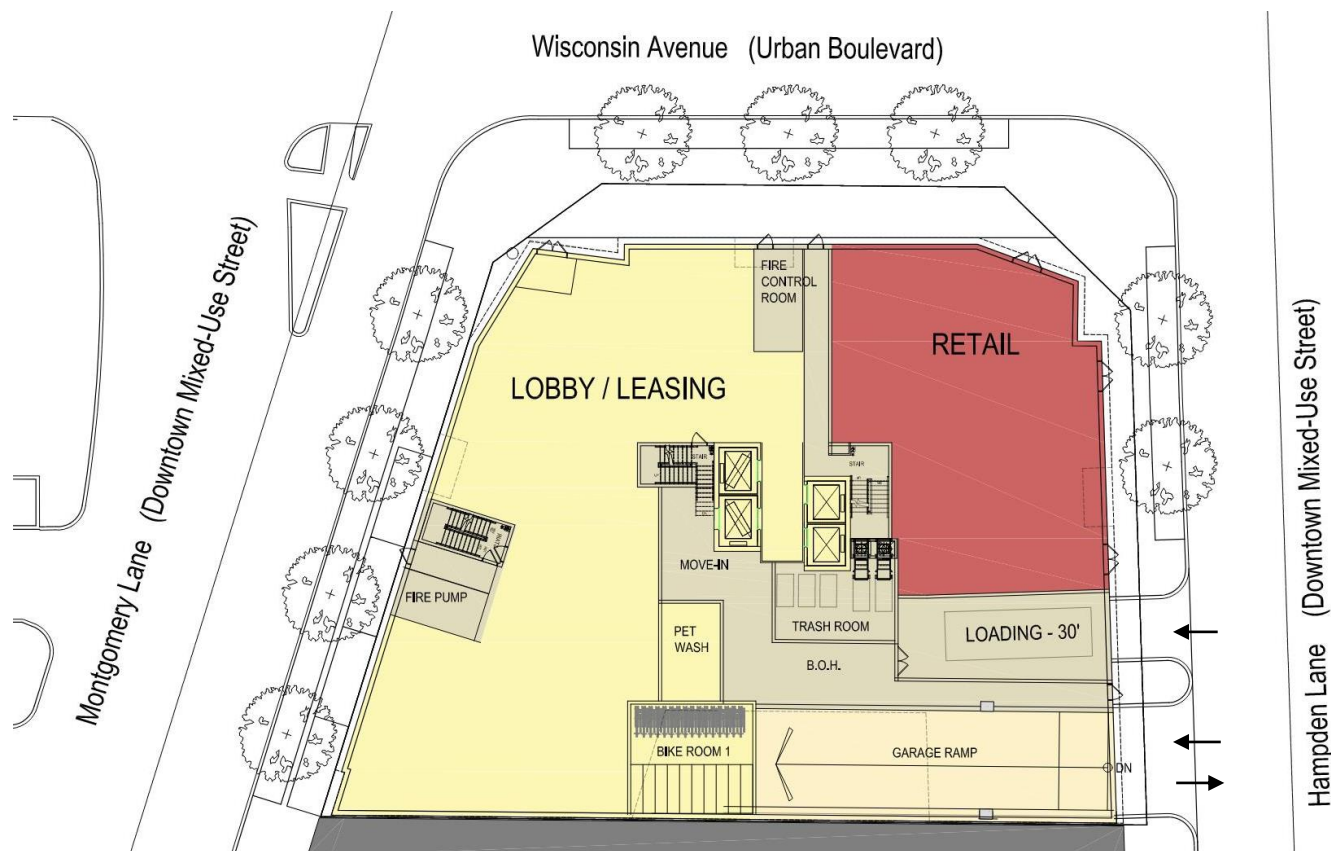 Wisconsin Avenue (Urban Boulevard)
Montgomery Lane (Downtown Mixed-Use Street)
Hampden Lane (Downtown Mixed-Use Street)
FIRE
CONTROL
ROOM
RETAIL
LOBBY / LEASING
STAIR
STAIR
MOVE-IN
FIRE PUMP
PET
WASH
TRASH ROOM
LOADING - 30'
B.O.H.
BIKE ROOM 1
GARAGE RAMP
DN